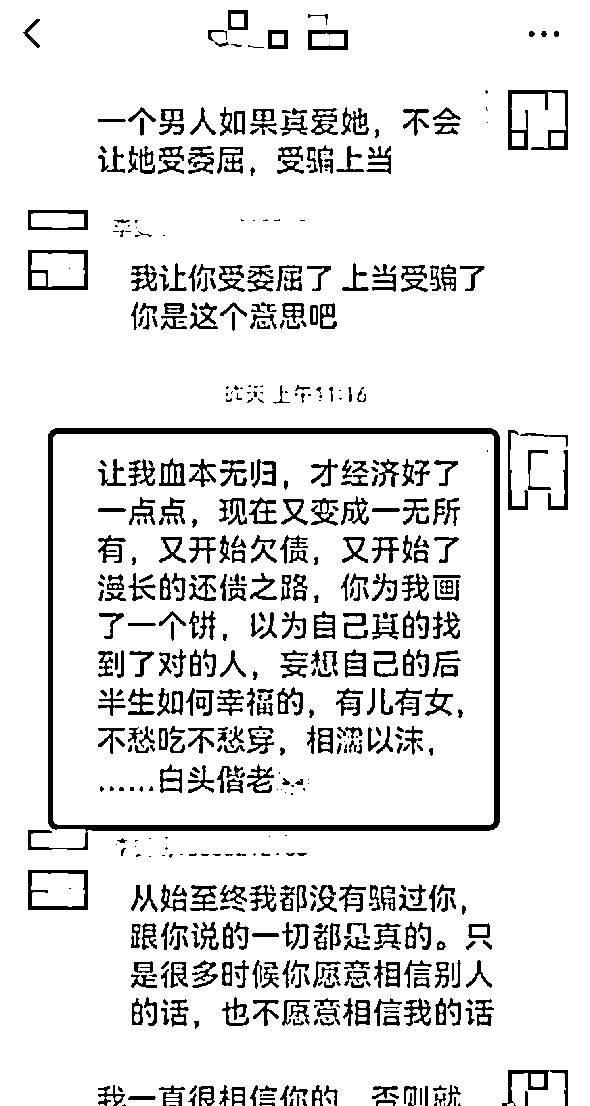 一个男人如果真爱她，不会
让她受委屈，受骗上当
我让你受委屈了 上当受骗了
你是这个意思吧
昨天 上午11:16
让我血本无归，才经济好了
一点点，现在又变成一无所
有，又开始欠债，又开始了
漫长的还债之路，你为我画
了一个饼，以为自己真的找
到了对的人，妄想自己的后
半生如何幸福的，有儿有女，
不愁吃不愁穿，相濡以沫，
……白头偕老
从始至终我都没有骗过你，
跟你说的一切都是真的。只
是很多时候你愿意相信别人
的话，也不愿意相信我的话
我一直很相信你的 否则就